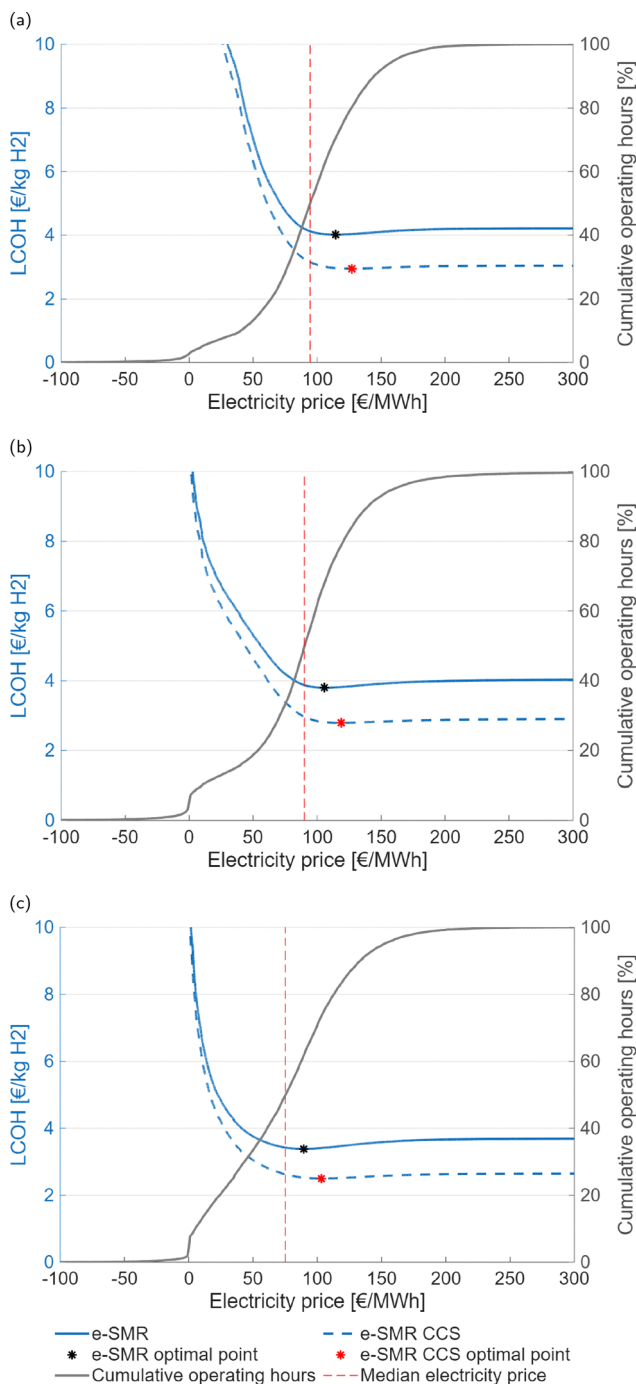 (a)
10
8
6
4
2
0
LCOH [€/kg H2]
100
80
60
40
20
0
Cumulative operating hours [%]
-100 -50 0 50 100 150 200 250 300
Electricity price [€/MWh]
(b)
10
8
6
4
2
0
LCOH [€/kg H2]
100
80
60
40
20
0
Cumulative operating hours [%]
-100 -50 0 50 100 150 200 250 300
Electricity price [€/MWh]
(c)
10
8
6
4
2
0
LCOH [€/kg H2]
100
80
60
40
20
0
Cumulative operating hours [%]
-100 -50 0 50 100 150 200 250 300
Electricity price [€/MWh]
e-SMR
e-SMR CCS
e-SMR optimal point
e-SMR CCS optimal point
Cumulative operating hours
Median electricity price